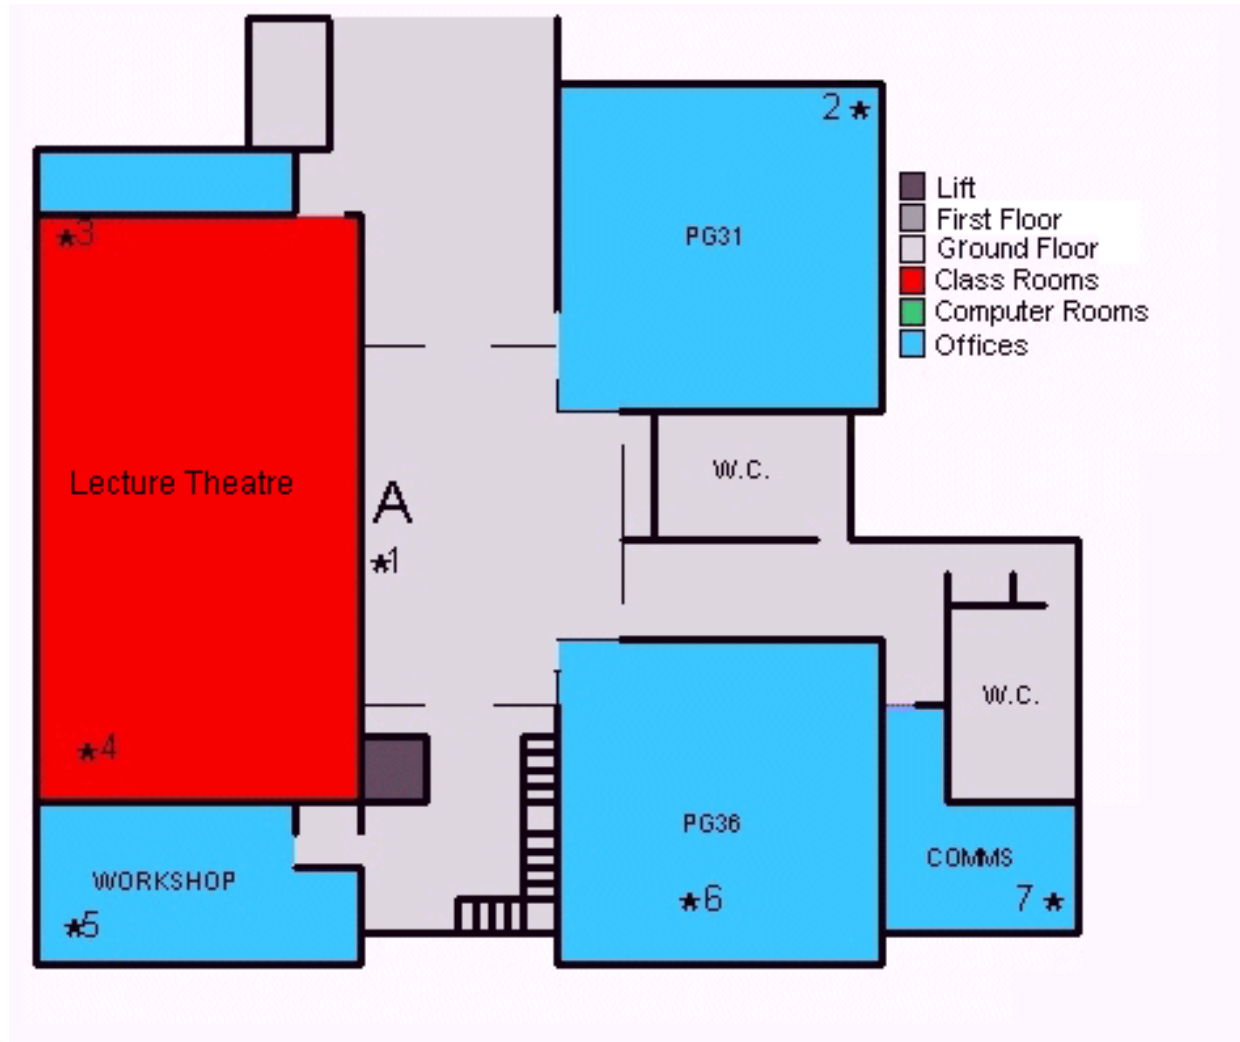 2
Lift
First Floor
Ground Floor
Class Rooms
Computer Rooms
Offices
3
PG31
Lecture Theatre
A
W.C.
1
W.C.
4
PG36
COMMS
WORKSHOP
5
6
7